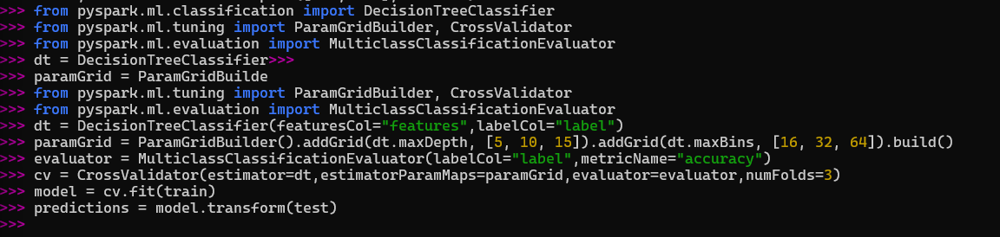 >>> from pyspark.ml.classification import DecisionTreeClassifier
>>> from pyspark.ml.tuning import ParamGridBuilder, CrossValidator
>>> from pyspark.ml.evaluation import MulticlassClassificationEvaluator
>>> dt = DecisionTreeClassifier>>>
>>> paramGrid = ParamGridBuilde
>>> from pyspark.ml.tuning import ParamGridBuilder, CrossValidator
>>> from pyspark.ml.evaluation import MulticlassClassificationEvaluator
>>> dt = DecisionTreeClassifier(featuresCol="features",labelCol="label")
>>> paramGrid = ParamGridBuilder().addGrid(dt.maxDepth, [5, 10, 15]).addGrid(dt.maxBins, [16, 32, 64]).build()
>>> evaluator = MulticlassClassificationEvaluator(labelCol="label",metricName="accuracy")
>>> cv = CrossValidator(estimator=dt,estimatorParamMaps=paramGrid,evaluator=evaluator,numFolds=3)
>>> model = cv.fit(train)
>>> predictions = model.transform(test)
>>>